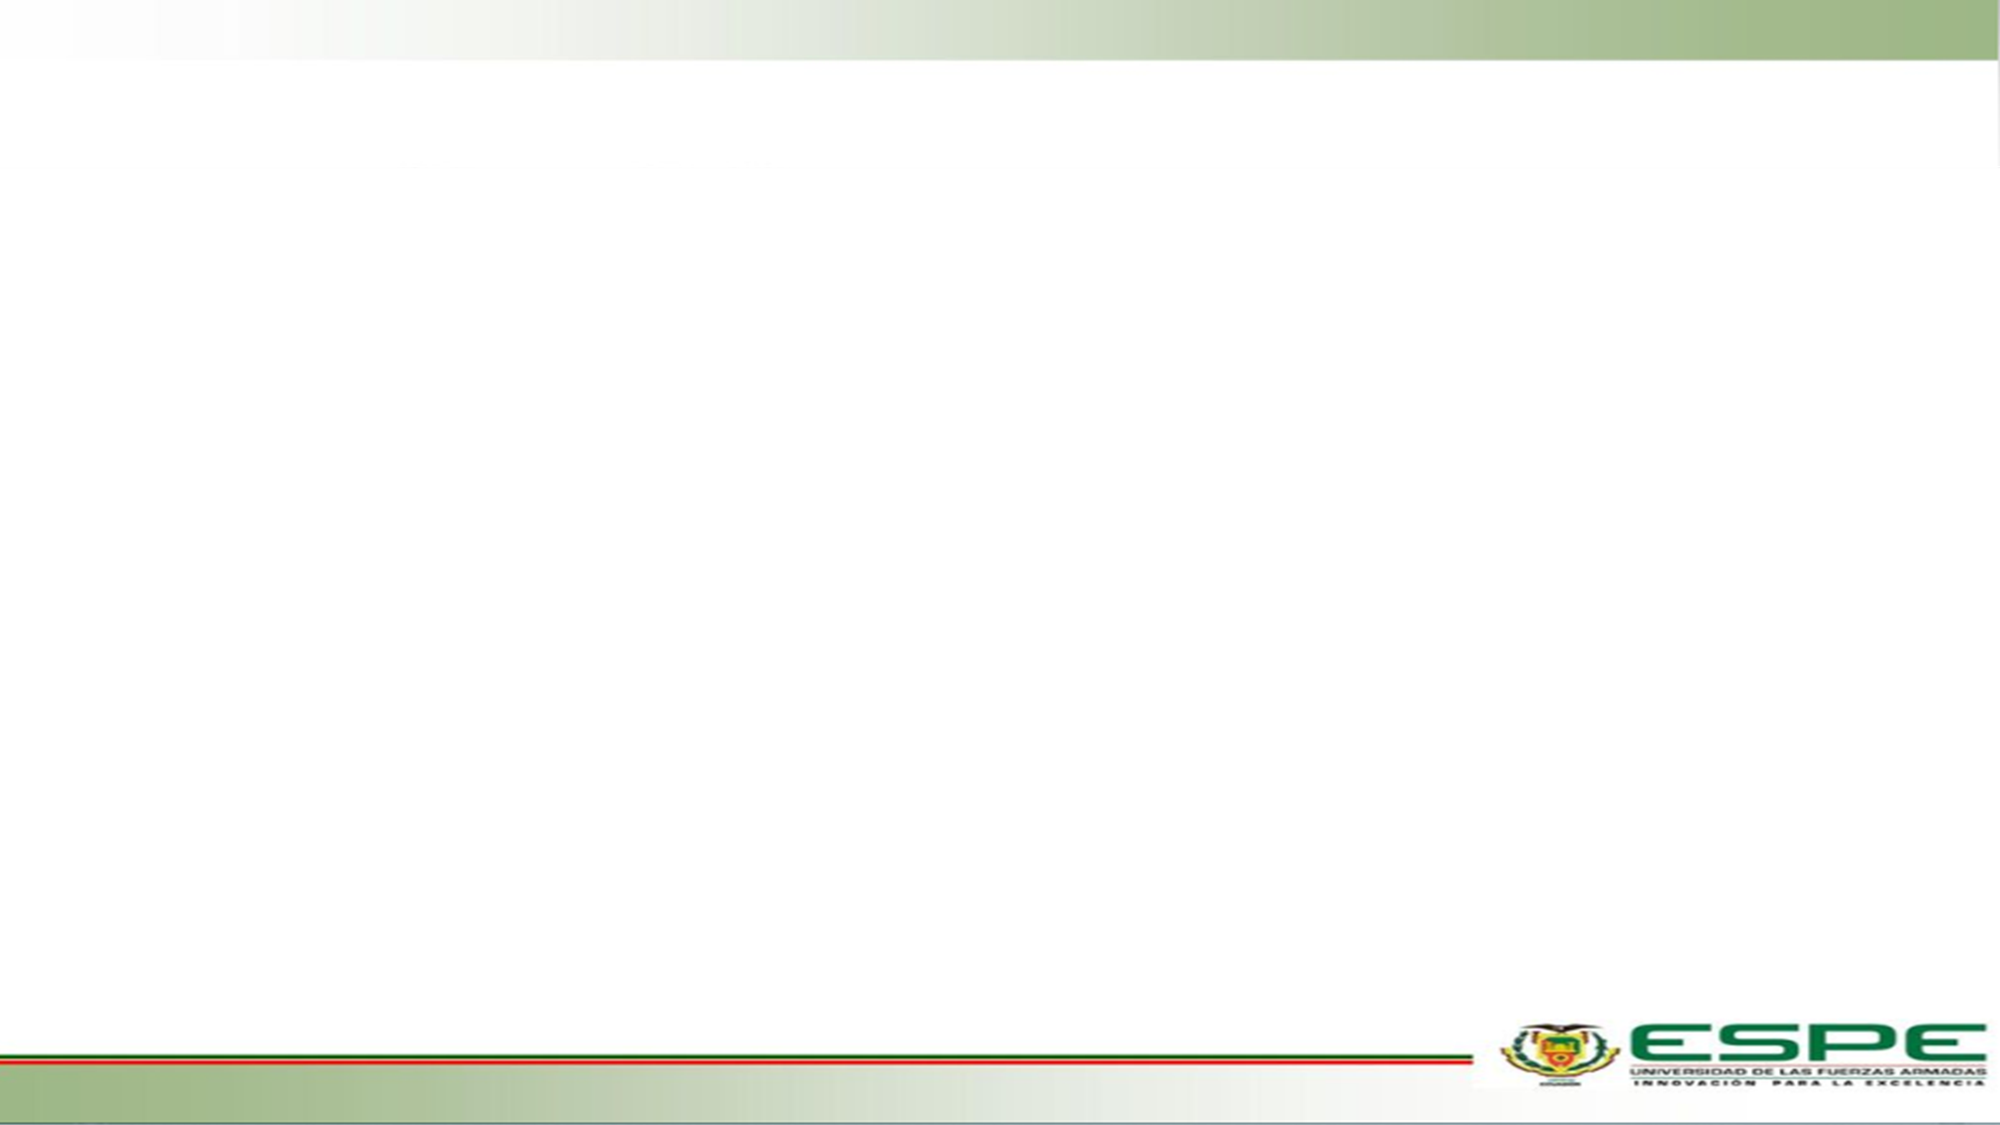 ESPE
UNIVERSIDAD DE LAS FUERZAS ARMADAS
INNOVACIÓN PARA LA EXCELENCIA